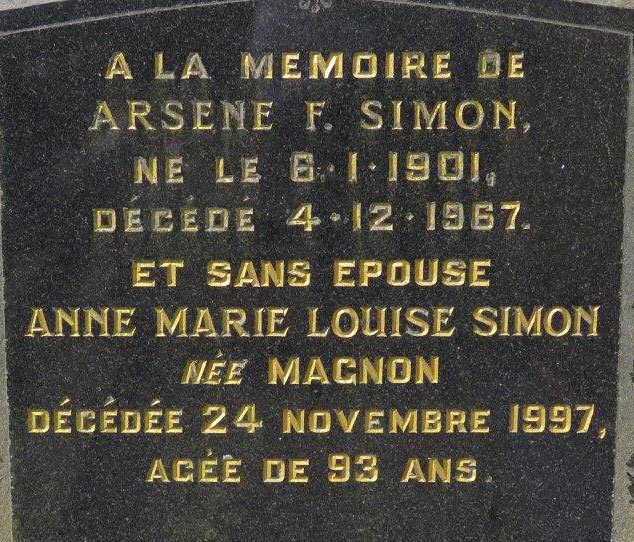 A LA MEMOIRE DE
ARSENE F. SIMON,
NE LE 6·1·1901,
DÉCÉDÉ 4·12·1967.
ET SANS EPOUSE
ANNE MARIE LOUISE SIMON
NÉE MAGNON
DÉCÉDÉE 24 NOVEMBRE 1997,
AGÉE DE 93 ANS.